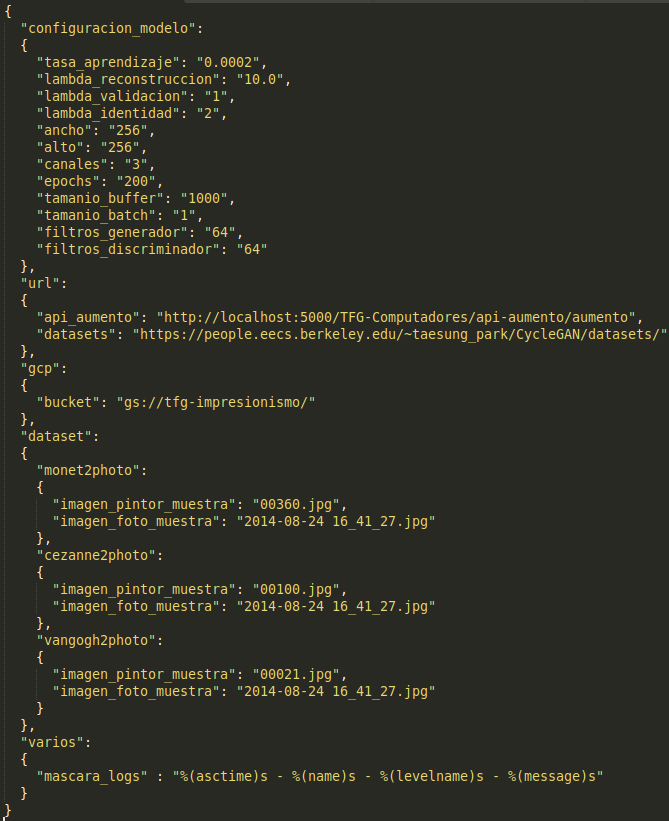 {
"configuracion_modelo":
{
"tasa_aprendizaje": "0.0002",
"lambda_reconstruccion": "10.0",
"lambda_validacion": "1",
"lambda_identidad": "2",
"ancho": "256",
"alto": "256",
"canales": "3",
"epochs": "200",
"tamanio_buffer": "1000",
"tamanio_batch": "1",
"filtros_generador": "64",
"filtros_discriminador": "64"
},
"url":
{
"api_aumento": "http://localhost:5000/TFG-Computadores/api-aumento/aumento",
"datasets": "https://people.eecs.berkeley.edu/~taesung_park/CycleGAN/datasets/"
},
"gcp":
{
"bucket": "gs://tfg-impresionismo/"
},
"dataset":
{
"monet2photo":
{
"imagen_pintor_muestra": "00360.jpg",
"imagen_foto_muestra": "2014-08-24 16_41_27.jpg"
},
"cezanne2photo":
{
"imagen_pintor_muestra": "00100.jpg",
"imagen_foto_muestra": "2014-08-24 16_41_27.jpg"
},
"vangogh2photo":
{
"imagen_pintor_muestra": "00021.jpg",
"imagen_foto_muestra": "2014-08-24 16_41_27.jpg"
}
},
"varios":
{
"mascara_logs" : "%(asctime)s - %(name)s - %(levelname)s - %(message)s"
}
}